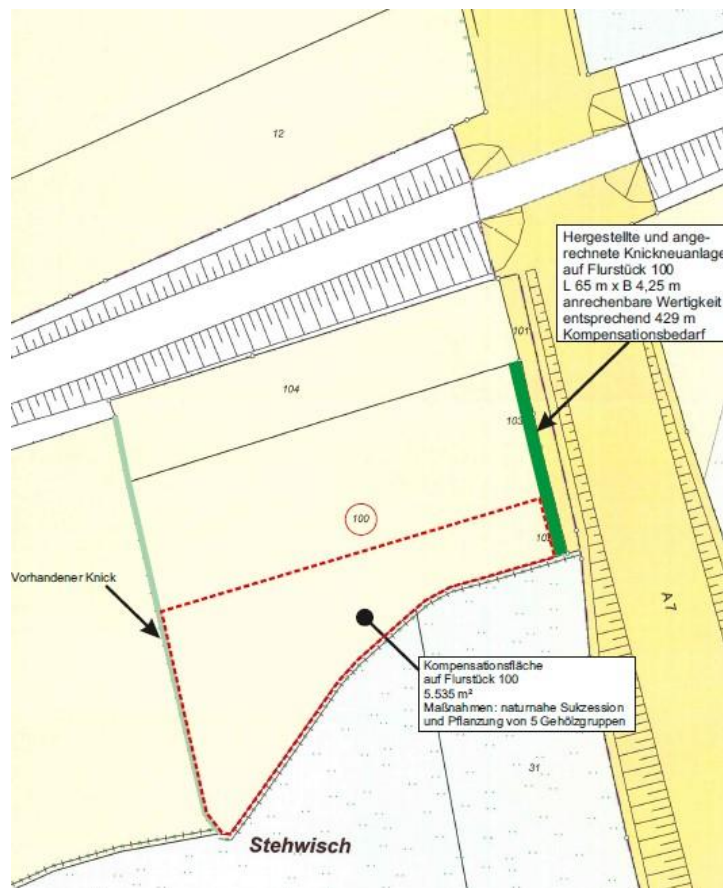 12
Hergestellte und ange-
rechnete Knickneuanlage
auf Flurstück 100
L 65 m x B 4,25 m
anrechenbare Wertigkeit
entsprechend 429 m
Kompensationsbedarf
101
104
103
100
Vorhandener Knick
A 7
Kompensationsfläche
auf Flurstück 100
5.535 m²
Maßnahmen: naturnahe Sukzession
und Pflanzung von 5 Gehölzgruppen
31
Stehwisch